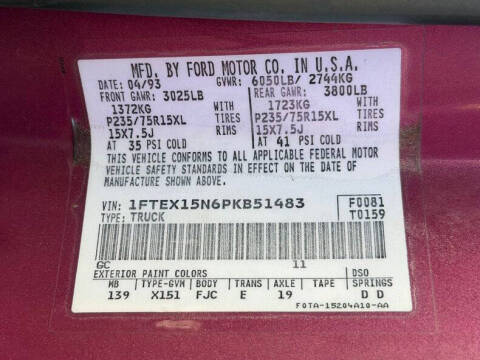 MFD. BY FORD MOTOR CO. IN U.S.A.
DATE: 04/93 GVWR: 6050LB/ 2744KG
FRONT GAWR: 3025LB REAR GAWR: 3800LB
1372KG WITH 1723KG WITH
P235/75R15XL TIRES P235/75R15XL TIRES
15X7.5J RIMS 15X7.5J RIMS
AT 35 PSI COLD AT 41 PSI COLD
THIS VEHICLE CONFORMS TO ALL APPLICABLE FEDERAL MOTOR
VEHICLE SAFETY STANDARDS IN EFFECT ON THE DATE OF
MANUFACTURE SHOWN ABOVE.
VIN: 1FTEX15N6PKB51483 F0081
TYPE: TRUCK T0159
GC 11
EXTERIOR PAINT COLORS DSO
WB TYPE-GVM BODY TRANS AXLE TAPE SPRINGS
139 X151 FJC E 19 D D
F0TA-15204A10-AA